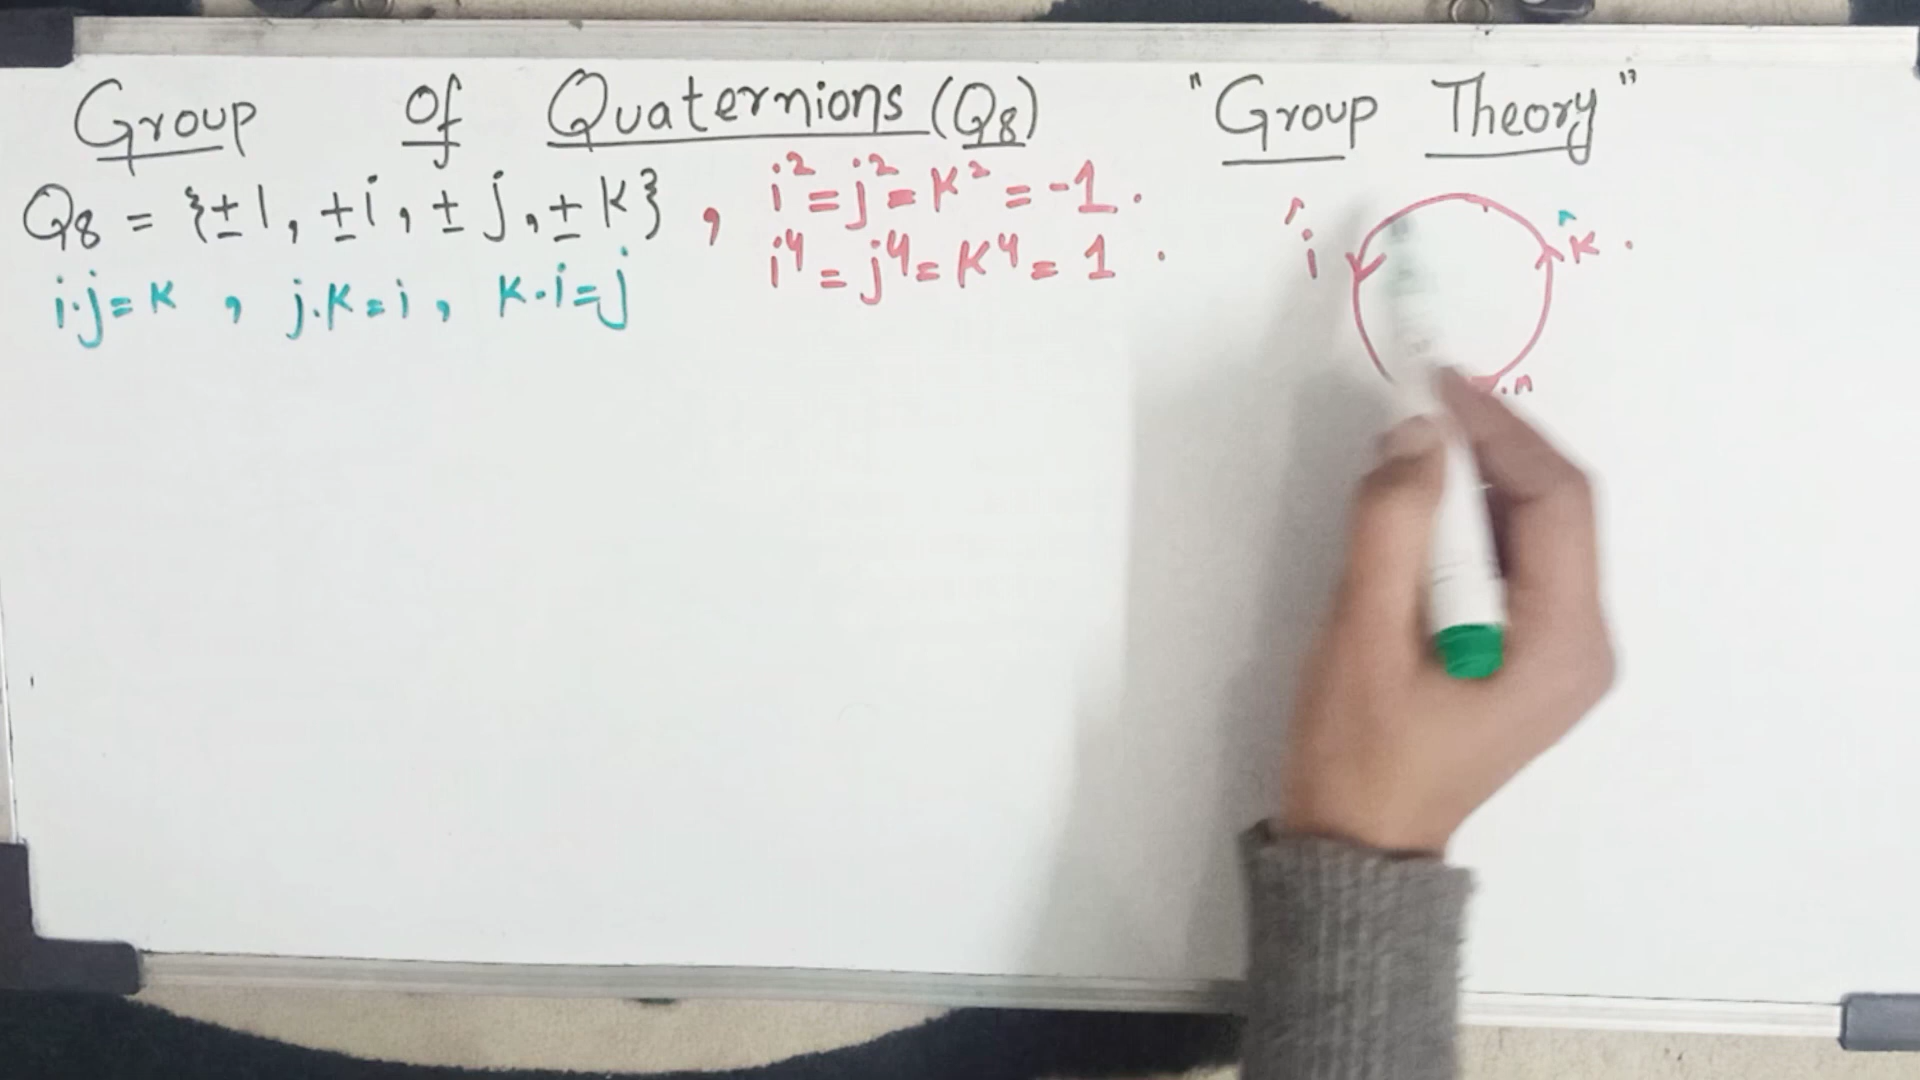 Group Of Quaternions (Q8) "Group Theory"
Q8 = {±1, ±i, ±j, ±k} , i² = j² = k² = -1.
i⁴ = j⁴ = k⁴ = 1 .
i.j = k , j.k = i , k.i = j
î k̂ .